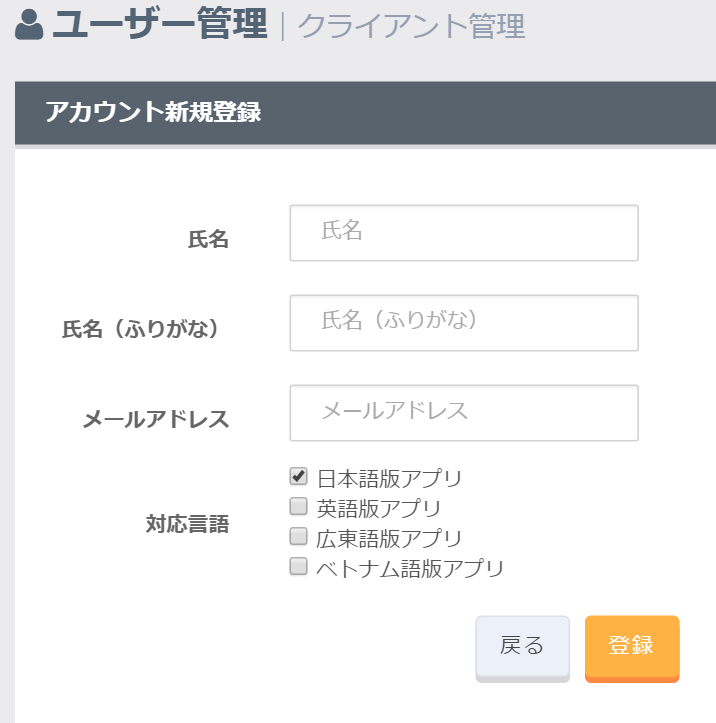 ユーザー管理 | クライアント管理
アカウント新規登録
氏名 氏名
氏名（ふりがな） 氏名（ふりがな）
メールアドレス メールアドレス
対応言語
日本語版アプリ
英語版アプリ
広東語版アプリ
ベトナム語版アプリ
戻る 登録